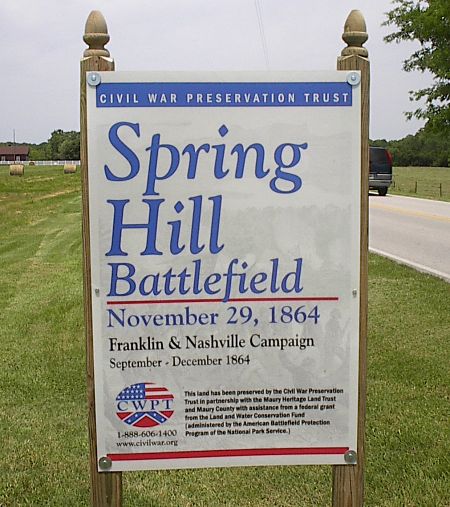 CIVIL WAR PRESERVATION TRUST
Spring
Hill
Battlefield
November 29, 1864
Franklin & Nashville Campaign
September - December 1864
CWPT
1-888-606-1400
www.civilwar.org
This land has been preserved by the Civil War Preservation
Trust in partnership with the Maury Heritage Land Trust
and Maury County with assistance from a federal grant
from the Land and Water Conservation Fund
(administered by the American Battlefield Protection
Program of the National Park Service.)